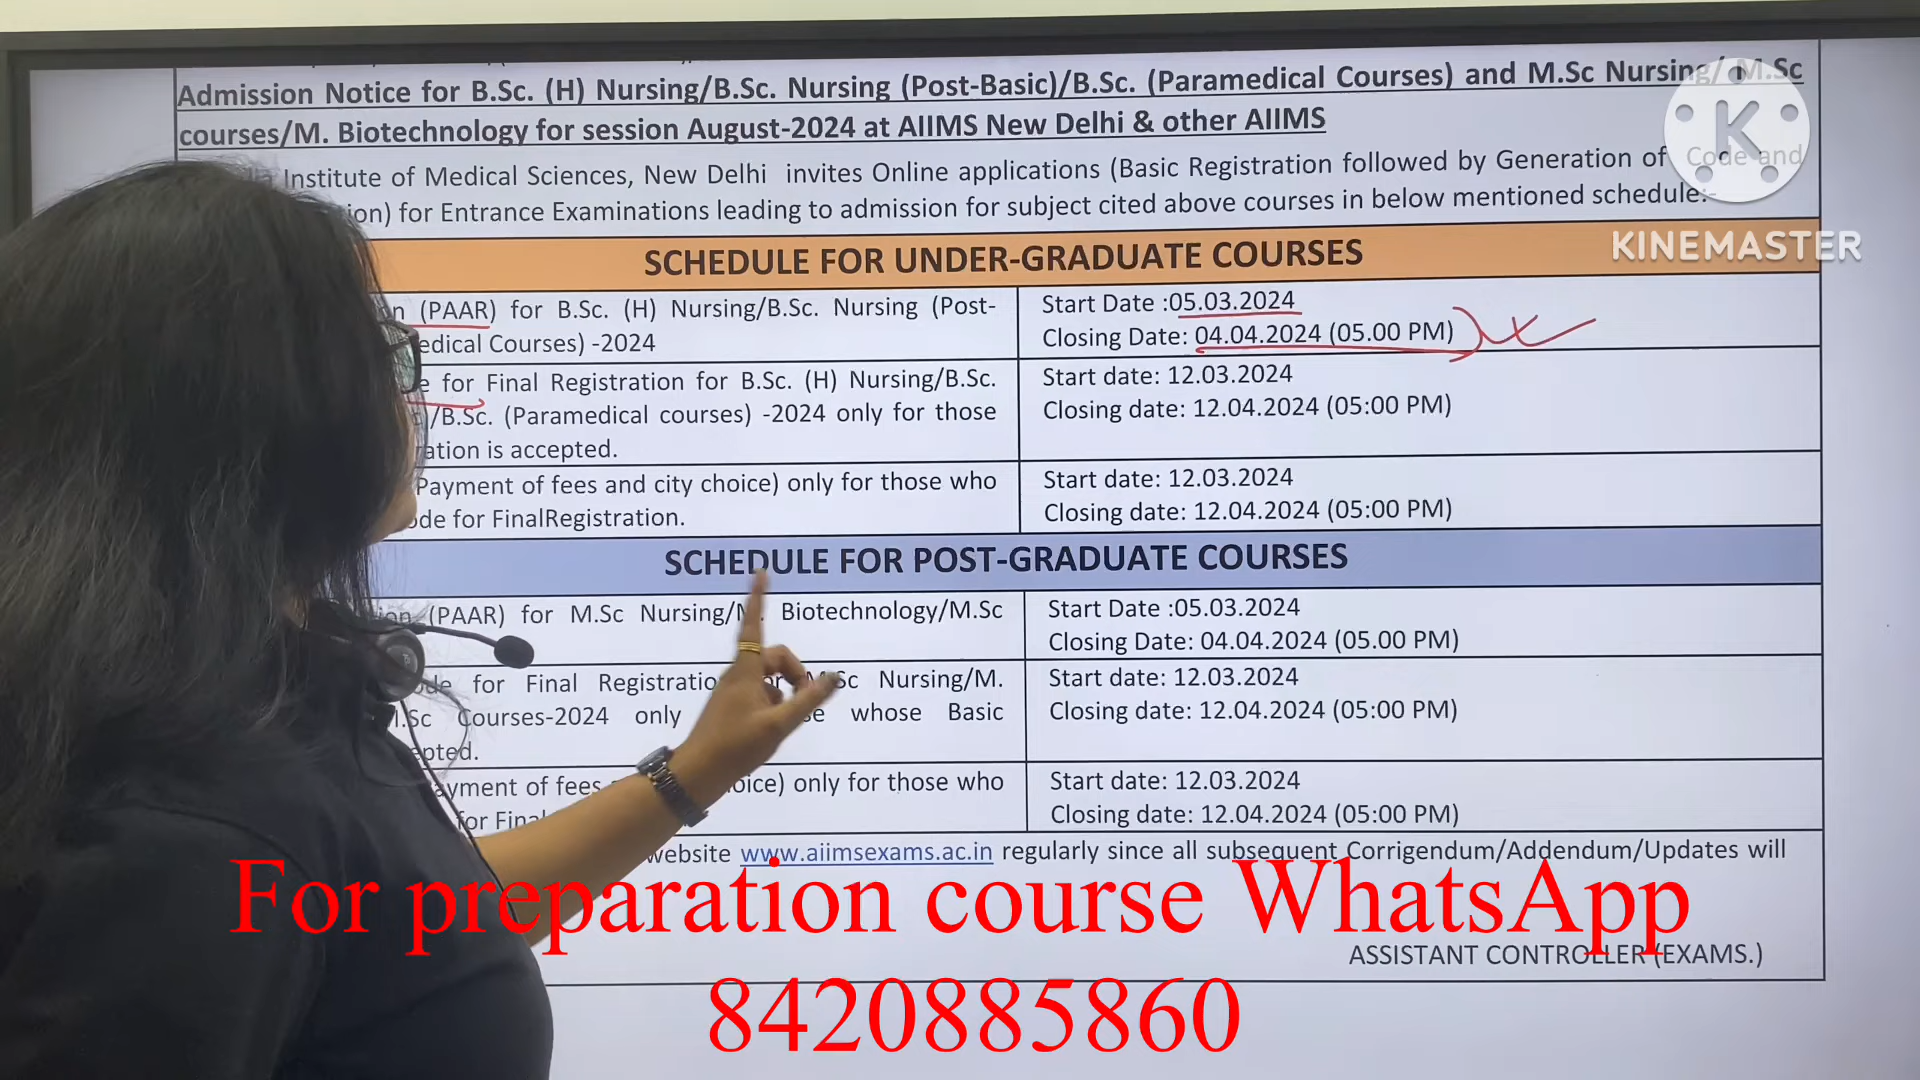 Admission Notice for B.Sc. (H) Nursing/B.Sc. Nursing (Post-Basic)/B.Sc. (Paramedical Courses) and M.Sc Nursing/ M.Sc
courses/M. Biotechnology for session August-2024 at AIIMS New Delhi & other AIIMS
Institute of Medical Sciences, New Delhi invites Online applications (Basic Registration followed by Generation of Code and
for Entrance Examinations leading to admission for subject cited above courses in below mentioned schedule:-
KINEMASTER
SCHEDULE FOR UNDER-GRADUATE COURSES
(PAAR) for B.Sc. (H) Nursing/B.Sc. Nursing (Post-
Courses) -2024
Start Date :05.03.2024
Closing Date: 04.04.2024 (05.00 PM)
for Final Registration for B.Sc. (H) Nursing/B.Sc.
/B.Sc. (Paramedical courses) -2024 only for those
is accepted.
Start date: 12.03.2024
Closing date: 12.04.2024 (05:00 PM)
Payment of fees and city choice) only for those who
for FinalRegistration.
Start date: 12.03.2024
Closing date: 12.04.2024 (05:00 PM)
SCHEDULE FOR POST-GRADUATE COURSES
(PAAR) for M.Sc Nursing/M. Biotechnology/M.Sc
Start Date :05.03.2024
Closing Date: 04.04.2024 (05.00 PM)
for Final Registration M.Sc Nursing/M.
Courses-2024 only whose Basic
Start date: 12.03.2024
Closing date: 12.04.2024 (05:00 PM)
of fees only for those who
for
Start date: 12.03.2024
Closing date: 12.04.2024 (05:00 PM)
website www.aiimsexams.ac.in regularly since all subsequent Corrigendum/Addendum/Updates will
For preparation course WhatsApp
ASSISTANT CONTROLLER (EXAMS.)
8420885860